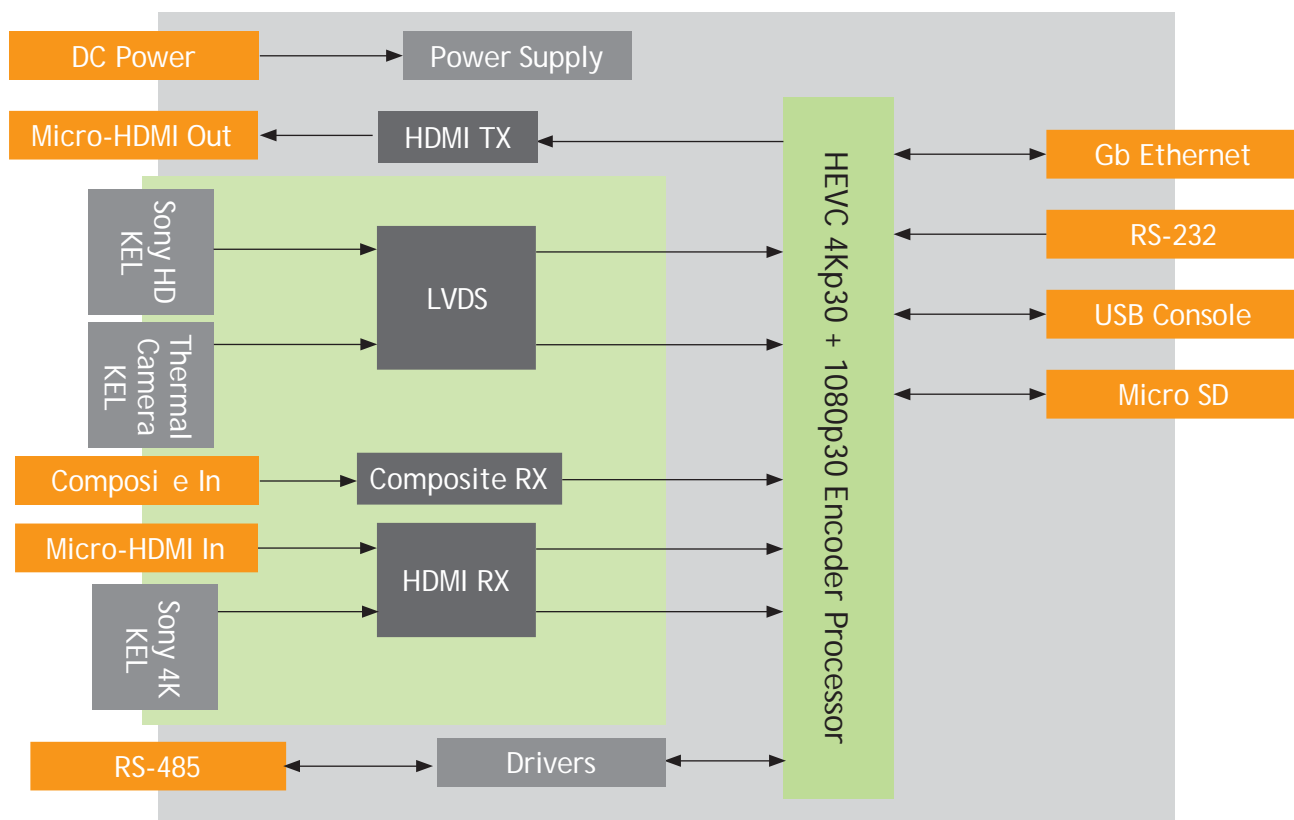 DC Power
Power Supply
Micro-HDMI Out
HDMI TX
Gb Ethernet
Sony HD
KEL
LVDS
RS-232
USB Console
Thermal
Camera
KEL
Micro SD
HEVC 4Kp30 + 1080p30 Encoder Processor
Composi e In
Composite RX
Micro-HDMI In
HDMI RX
Sony 4K
KEL
RS-485
Drivers